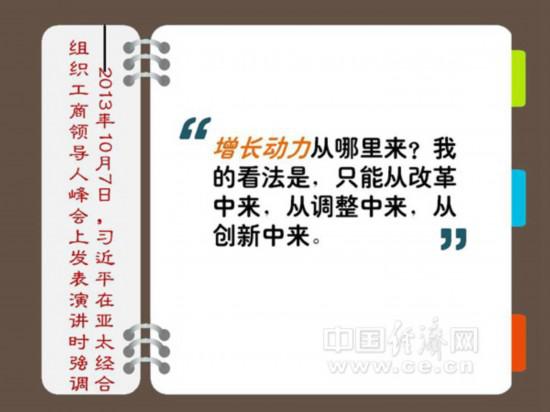 2013年10月7日，习近平在亚太经合
组织工商领导人峰会上发表演讲时强调
“增长动力从哪里来？我
的看法是，只能从改革
中来，从调整中来，从
创新中来。”
中国经济网
www.ce.cn